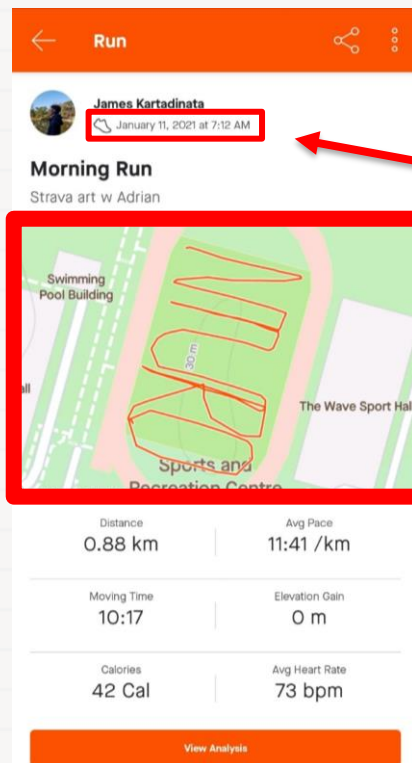 Run
James Kartadinata
January 11, 2021 at 7:12 AM
Morning Run
Strava art w Adrian
Swimming
Pool Building
30 m
The Wave Sport Hal
Sports and
Recreation Centre
Distance
Avg Pace
0.88 km
11:41 /km
Moving Time
Elevation Gain
10:17
0 m
Calories
Avg Heart Rate
42 Cal
73 bpm
View Analysis